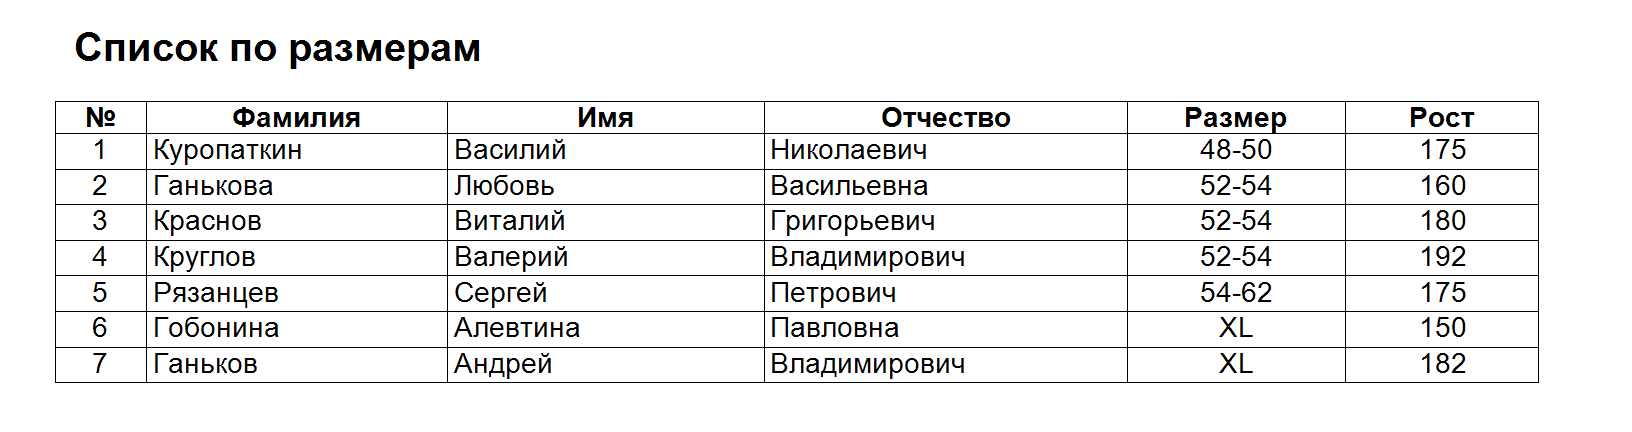 Список по размерам
№ Фамилия Имя Отчество Размер Рост
1 Куропаткин Василий Николаевич 48-50 175
2 Ганькова Любовь Васильевна 52-54 160
3 Краснов Виталий Григорьевич 52-54 180
4 Круглов Валерий Владимирович 52-54 192
5 Рязанцев Сергей Петрович 54-62 175
6 Гобонина Алевтина Павловна XL 150
7 Ганьков Андрей Владимирович XL 182